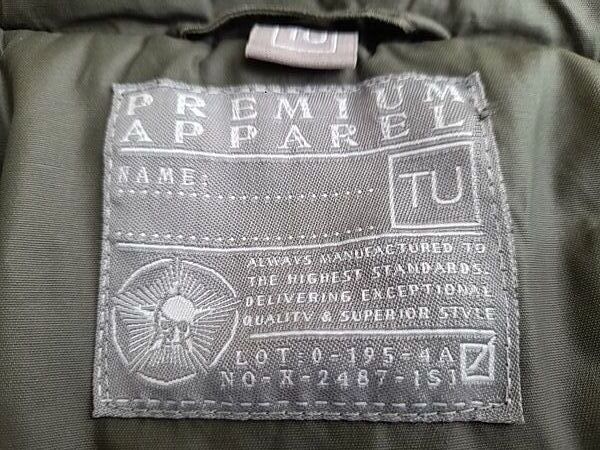 TU
PREMIUM
APPAREL
NAME:
TU
ALWAYS MANUFACTURED TO
THE HIGHEST STANDARDS.
DELIVERING EXCEPTIONAL
QUALITY & SUPERIOR STYLE
LOT:0-195-4A
NO-X-2487-1S1